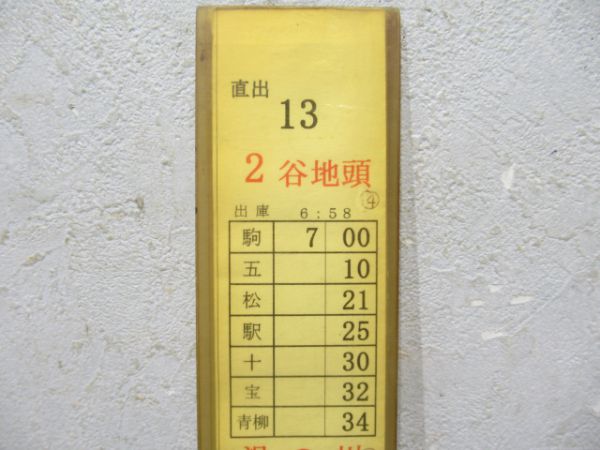 直出
13
2 谷地頭
④
出庫 6:58
駒 7 00
五 10
松 21
駅 25
十 30
宝 32
青柳 34